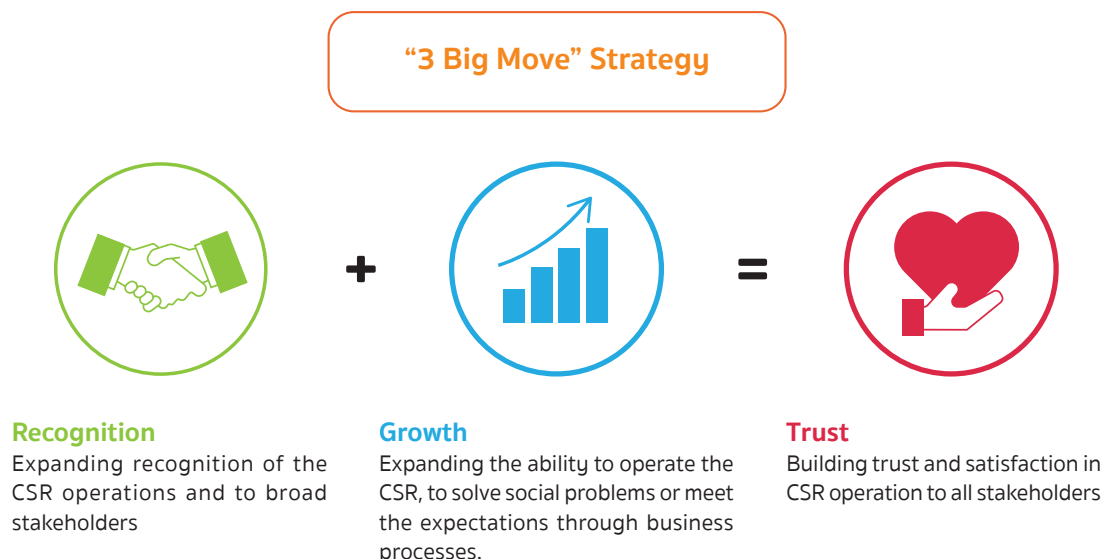 “3 Big Move” Strategy
+
=
Recognition
Expanding recognition of the
CSR operations and to broad
stakeholders
Growth
Expanding the ability to operate the
CSR, to solve social problems or meet
the expectations through business
processes.
Trust
Building trust and satisfaction in
CSR operation to all stakeholders